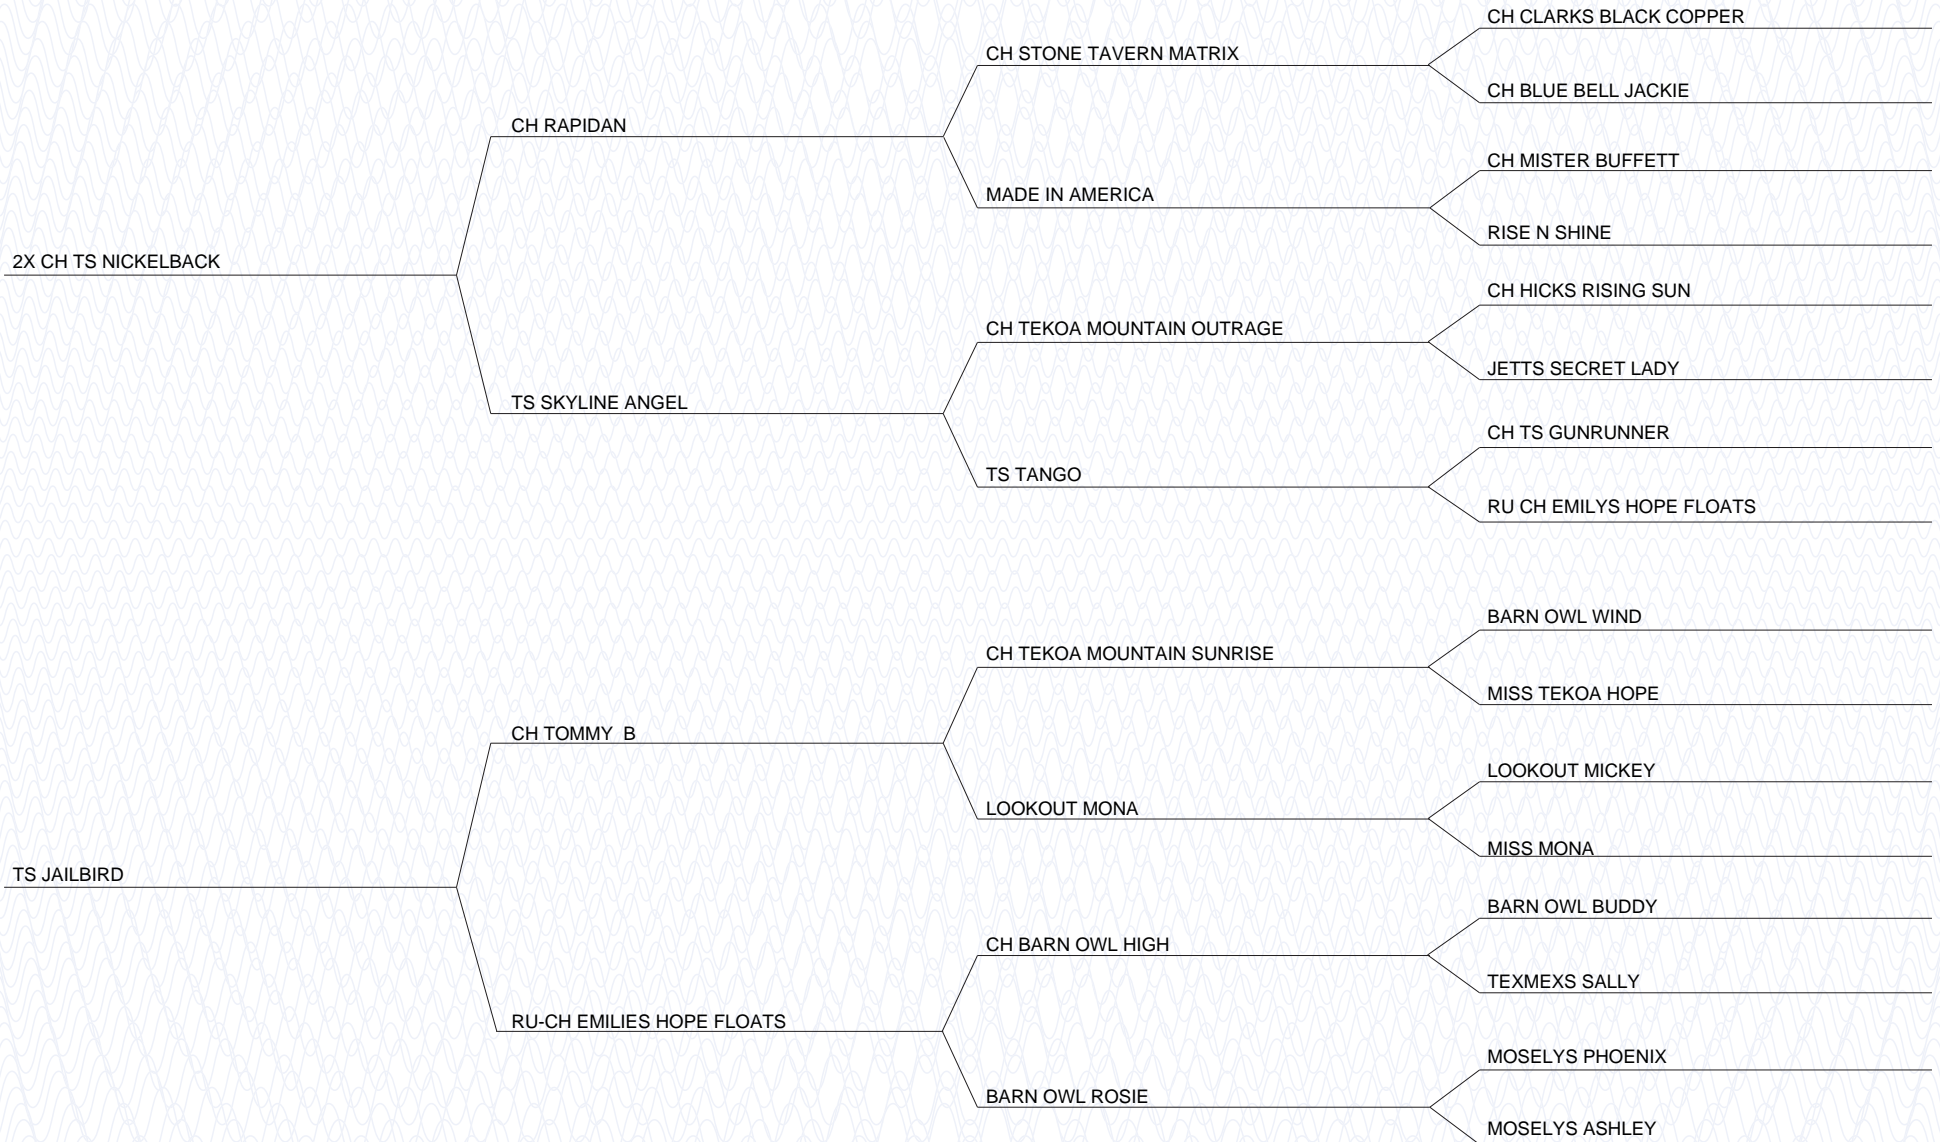 CH CLARKS BLACK COPPER
CH STONE TAVERN MATRIX
CH BLUE BELL JACKIE
CH RAPIDAN
CH MISTER BUFFETT
MADE IN AMERICA
RISE N SHINE
2X CH TS NICKELBACK
CH HICKS RISING SUN
CH TEKOA MOUNTAIN OUTRAGE
JETTS SECRET LADY
TS SKYLINE ANGEL
CH TS GUNRUNNER
TS TANGO
RU CH EMILYS HOPE FLOATS
BARN OWL WIND
CH TEKOA MOUNTAIN SUNRISE
MISS TEKOA HOPE
CH TOMMY  B
LOOKOUT MICKEY
LOOKOUT MONA
MISS MONA
TS JAILBIRD
BARN OWL BUDDY
CH BARN OWL HIGH
TEXMEXS SALLY
RU-CH EMILIES HOPE FLOATS
MOSELYS PHOENIX
BARN OWL ROSIE
MOSELYS ASHLEY